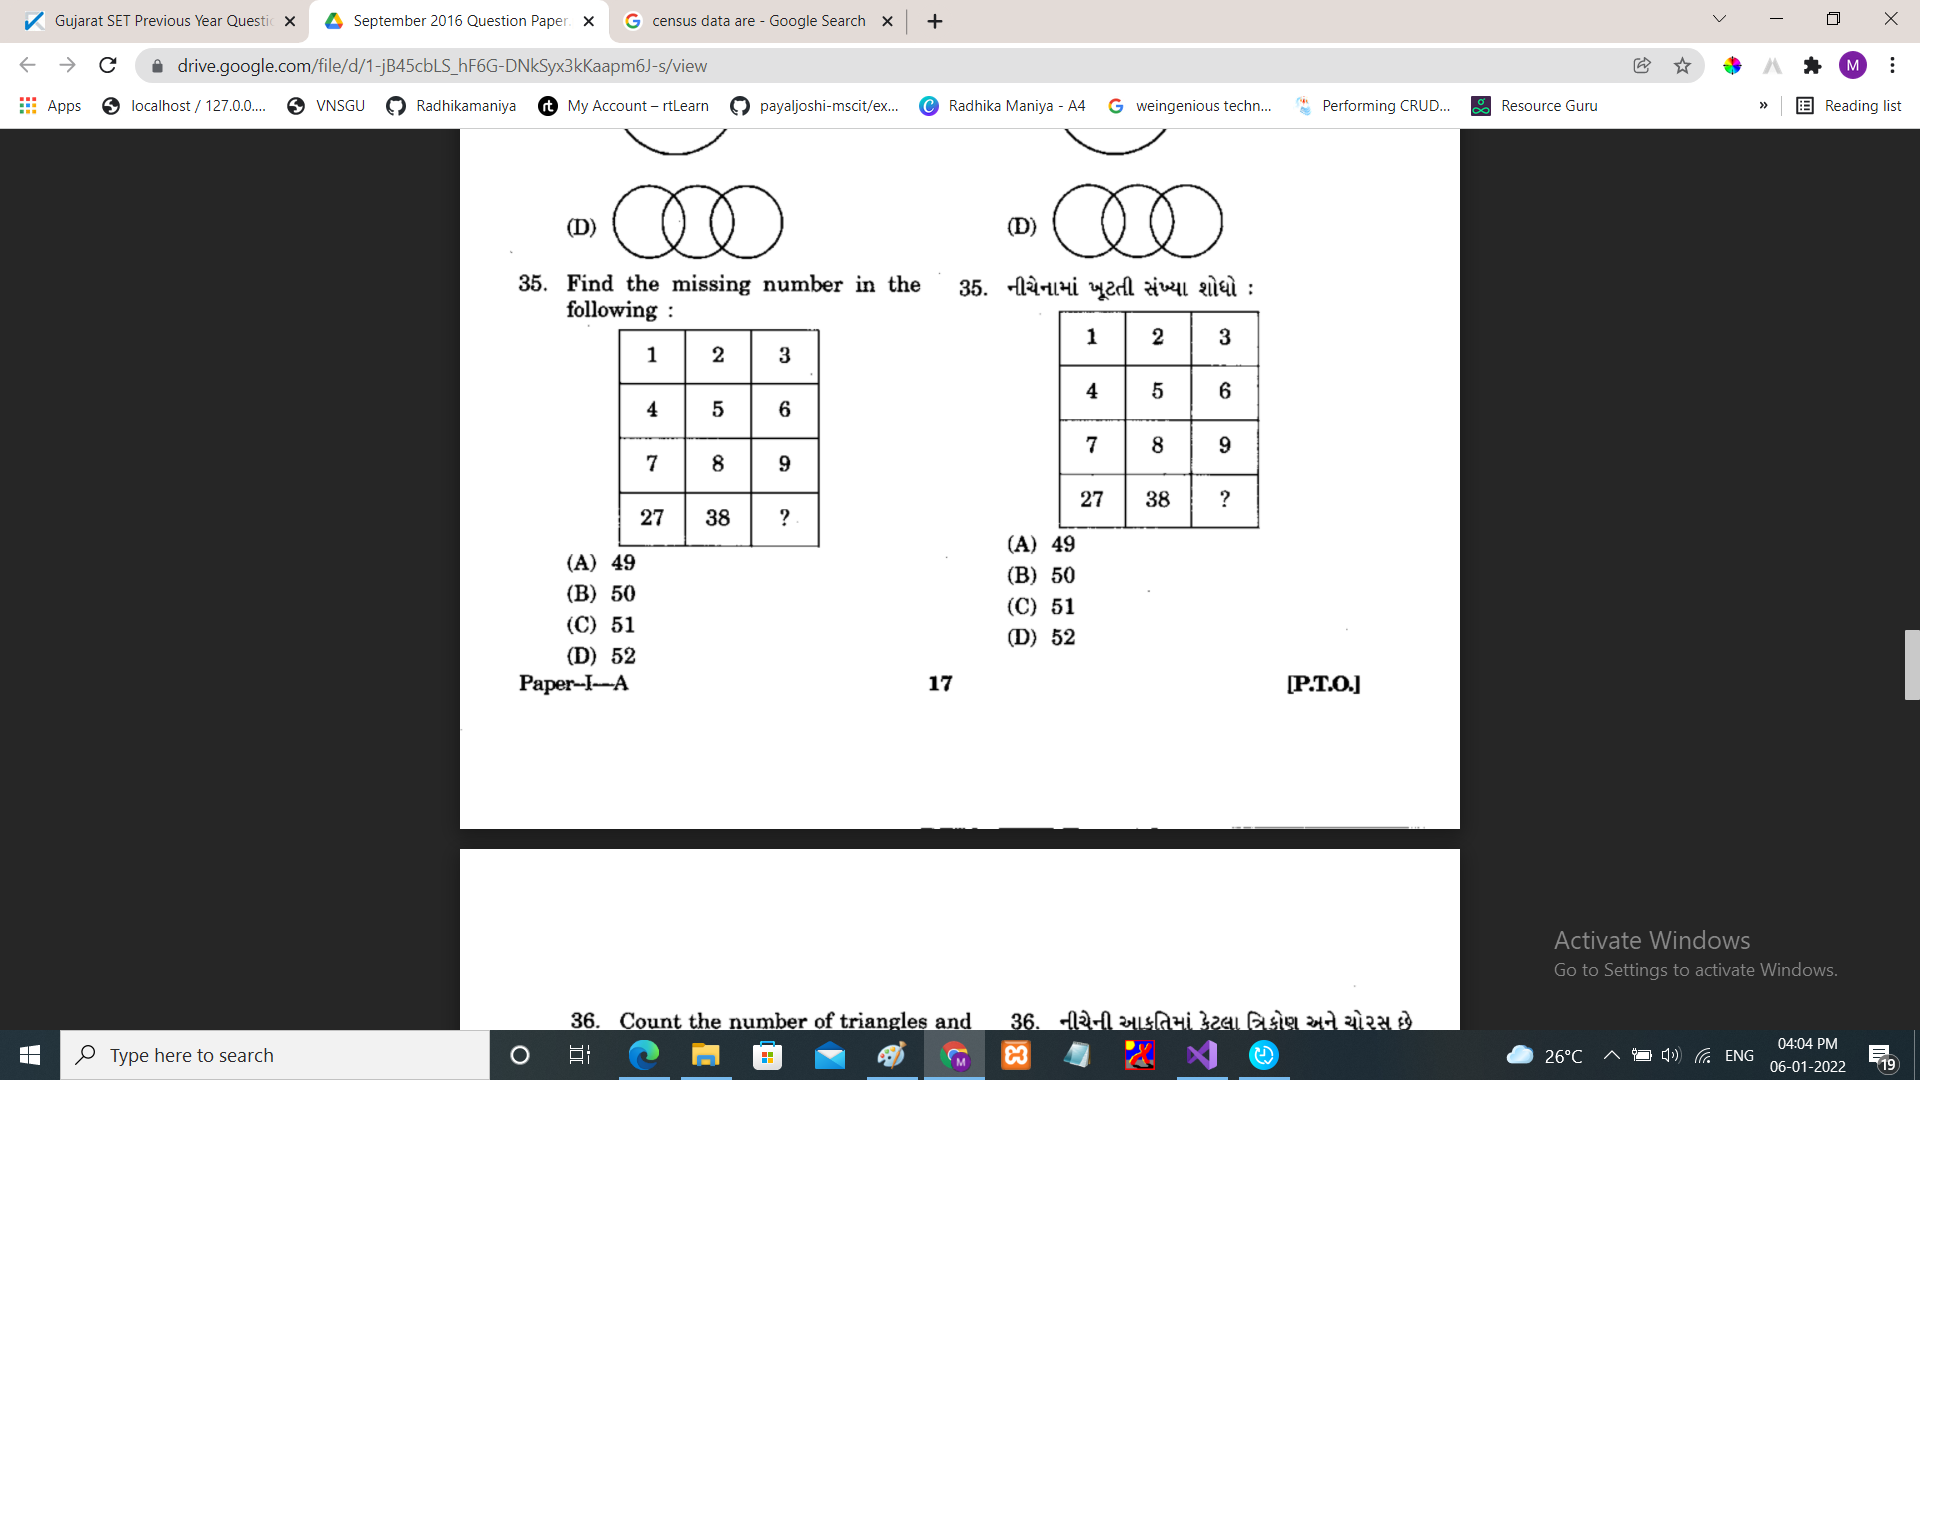 Gujarat SET Previous Year Questic
September 2016 Question Paper.
census data are - Google Search
drive.google.com/file/d/1-jB45cbLS_hF6G-DNkSyx3kKaapm6J-s/view
M
Apps
localhost / 127.0.0....
VNSGU
Radhikamaniya
rt
My Account – rtLearn
payaljoshi-mscit/ex...
Radhika Maniya - A4
weingenious techn...
Performing CRUD...
Resource Guru
»
Reading list
(D)
35. Find the missing number in the
following :
1 2 3
4 5 6
7 8 9
27 38 ?
(A) 49
(B) 50
(C) 51
(D) 52
Paper–I—A
(D)
35. નીચેનામાં ખૂટતી સંખ્યા શોધો :
1 2 3
4 5 6
7 8 9
27 38 ?
(A) 49
(B) 50
(C) 51
(D) 52
17
[P.T.O.]
36. Count the number of triangles and
36. નીચેની આકૃતિમાં કેટલા ત્રિકોણ અને ચોરસ છે
Activate Windows
Go to Settings to activate Windows.
Type here to search
M
26°C
ENG
04:04 PM
06-01-2022
19